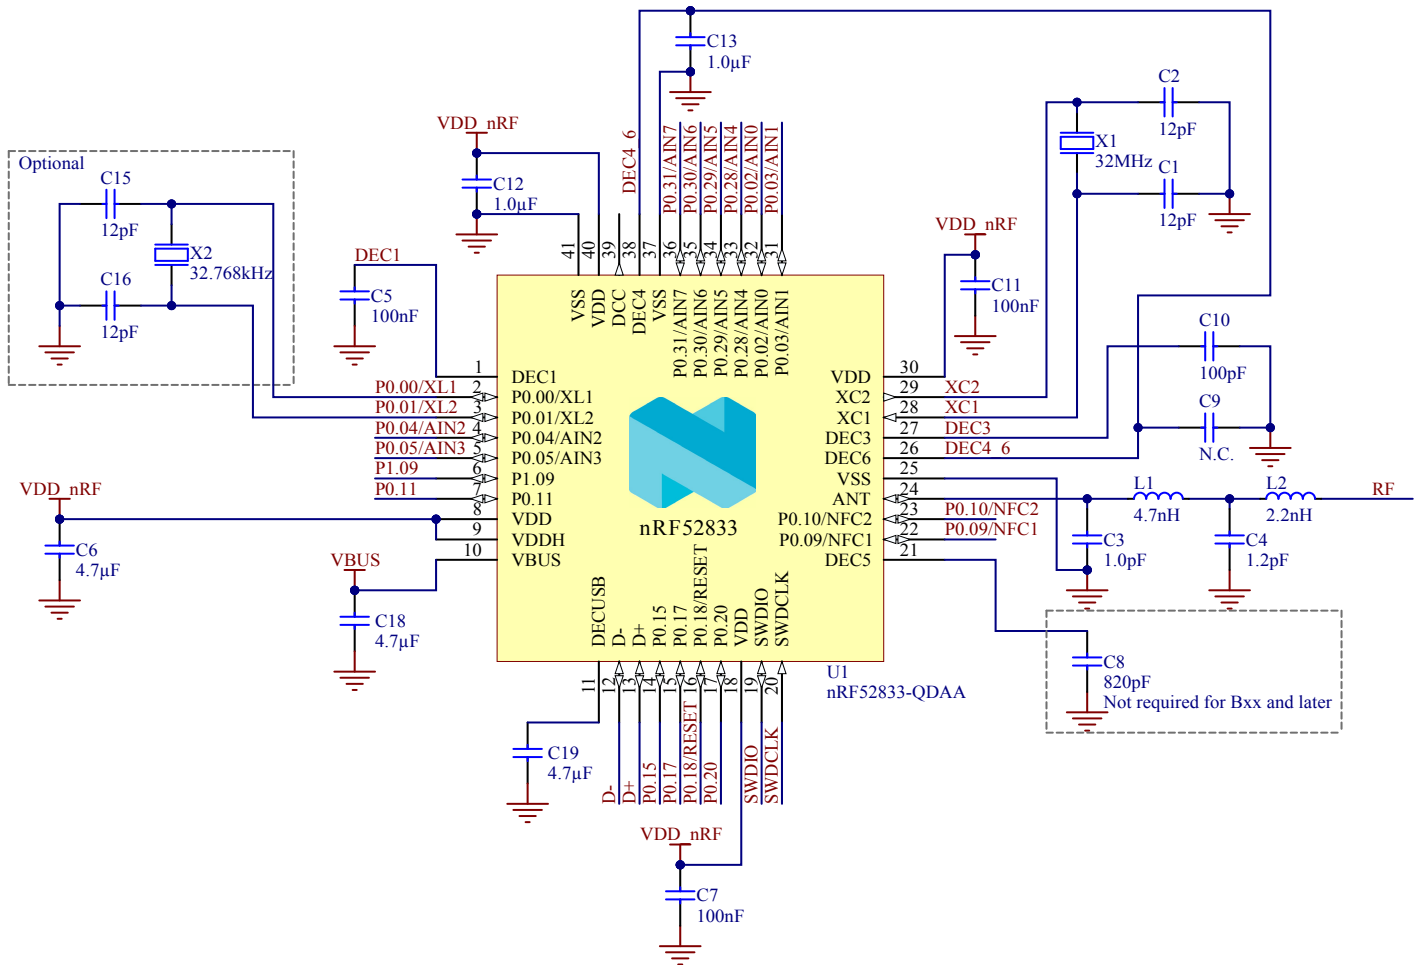 C13
1.0µF
DEC4_6
VDD_nRF
C12
1.0µF
P0.31/AIN7
P0.30/AIN6
P0.29/AIN5
P0.28/AIN4
P0.02/AIN0
P0.03/AIN1
C2
12pF
X1
32MHz
C1
12pF
Optional
C15
12pF
X2
32.768kHz
C16
12pF
DEC1
C5
100nF
VDD_nRF
C11
100nF
C10
100pF
C9
N.C.
41
40
39
38
37
36
35
34
33
32
31
VSS
VDD
DCC
DEC4
VSS
P0.31/AIN7
P0.30/AIN6
P0.29/AIN5
P0.28/AIN4
P0.02/AIN0
P0.03/AIN1
1 DEC1
P0.00/XL1 2 P0.00/XL1
P0.01/XL2 3 P0.01/XL2
P0.04/AIN2 4 P0.04/AIN2
P0.05/AIN3 5 P0.05/AIN3
P1.09 6 P1.09
P0.11 7 P0.11
8 VDD
9 VDDH
10 VBUS
VDD 30
XC2 29 XC2
XC1 28 XC1
DEC3 27 DEC3
DEC6 26 DEC4_6
VSS 25
ANT 24
P0.10/NFC2 23 P0.10/NFC2
P0.09/NFC1 22 P0.09/NFC1
DEC5 21
nRF52833
VDD_nRF
C6
4.7µF
VBUS
C18
4.7µF
L1
4.7nH
L2
2.2nH
RF
C3
1.0pF
C4
1.2pF
C8
820pF
Not required for Bxx and later
DECUSB
D-
D+
P0.15
P0.17
P0.18/RESET
P0.20
VDD
SWDIO
SWDCLK
U1
nRF52833-QDAA
11
12
13
14
15
16
17
18
19
20
C19
4.7µF
D-
D+
P0.15
P0.17
P0.18/RESET
P0.20
SWDIO
SWDCLK
VDD_nRF
C7
100nF